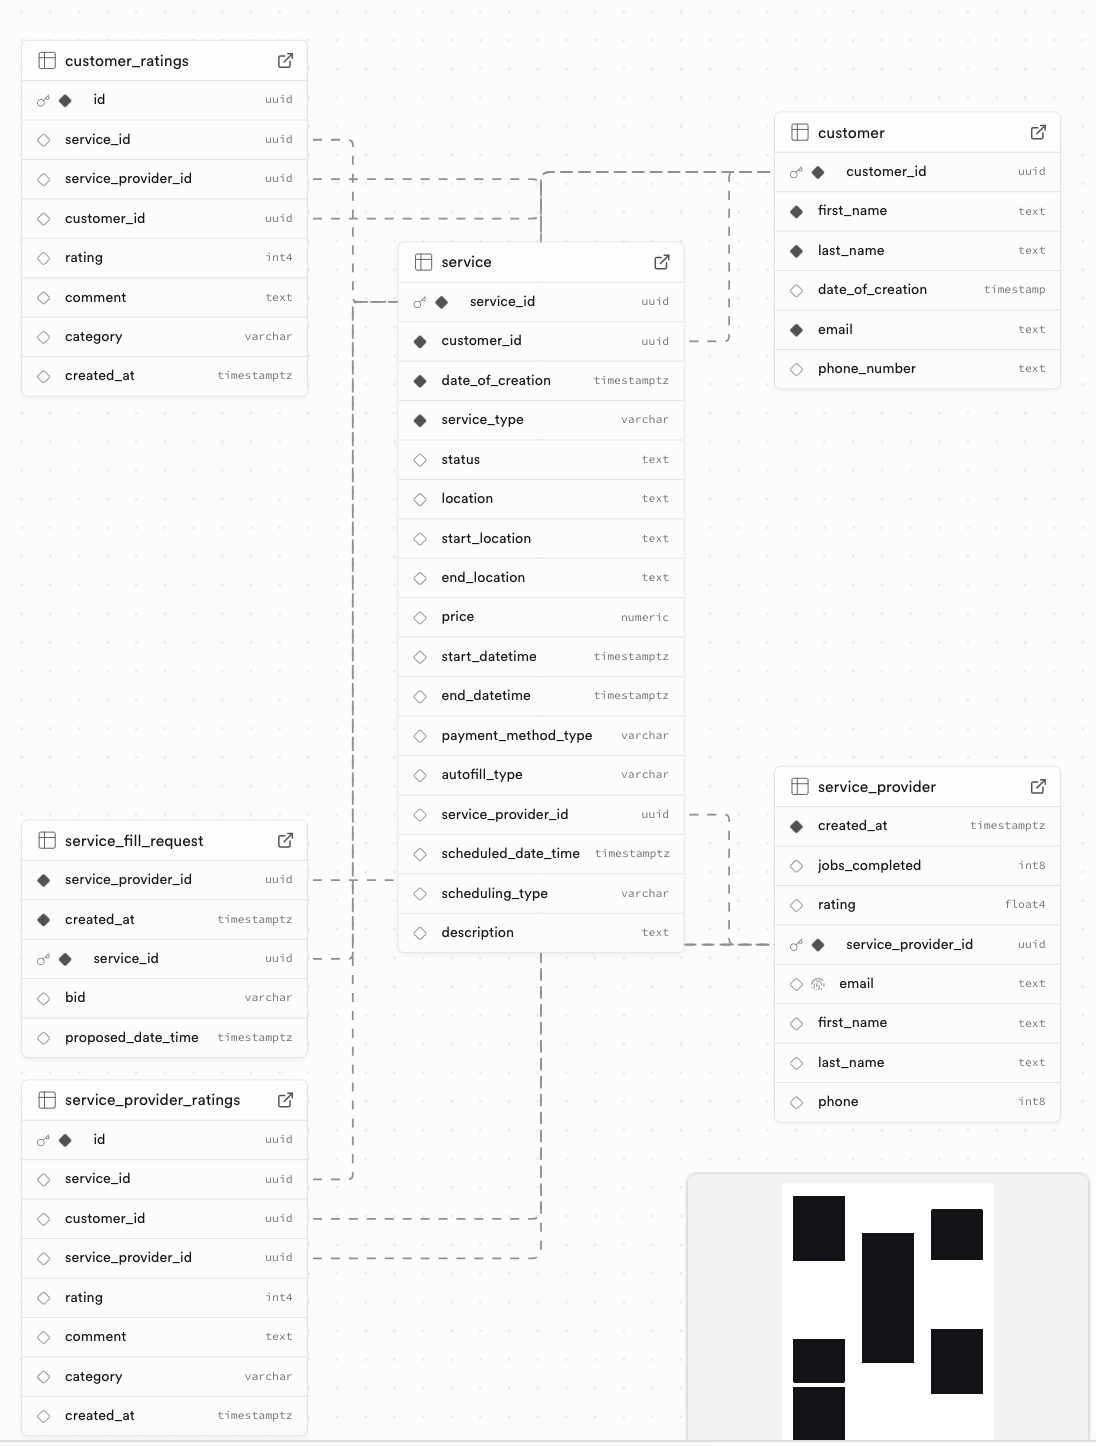 customer_ratings
id uuid
service_id uuid
service_provider_id uuid
customer_id uuid
rating int4
comment text
category varchar
created_at timestamptz
customer
customer_id uuid
first_name text
last_name text
date_of_creation timestamp
email text
phone_number text
service
service_id uuid
customer_id uuid
date_of_creation timestamptz
service_type varchar
status text
location text
start_location text
end_location text
price numeric
start_datetime timestamptz
end_datetime timestamptz
payment_method_type varchar
autofill_type varchar
service_provider_id uuid
scheduled_date_time timestamptz
scheduling_type varchar
description text
service_provider
created_at timestamptz
jobs_completed int8
rating float4
service_provider_id uuid
email text
first_name text
last_name text
phone int8
service_fill_request
service_provider_id uuid
created_at timestamptz
service_id uuid
bid varchar
proposed_date_time timestamptz
service_provider_ratings
id uuid
service_id uuid
customer_id uuid
service_provider_id uuid
rating int4
comment text
category varchar
created_at timestamptz